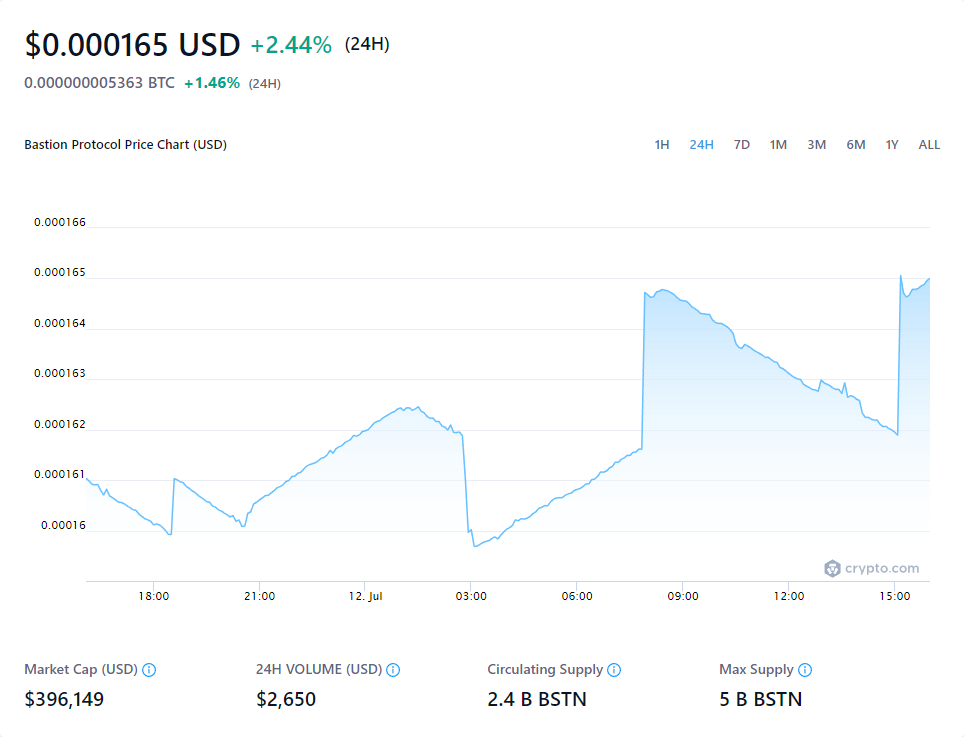 $0.000165 USD +2.44% (24H)
0.000000005363 BTC +1.46% (24H)
Bastion Protocol Price Chart (USD) 1H 24H 7D 1M 3M 6M 1Y ALL
0.000166
0.000165
0.000164
0.000163
0.000162
0.000161
0.00016
crypto.com
18:00 21:00 12. Jul 03:00 06:00 09:00 12:00 15:00
Market Cap (USD) 24H VOLUME (USD) Circulating Supply Max Supply
$396,149 $2,650 2.4 B BSTN 5 B BSTN